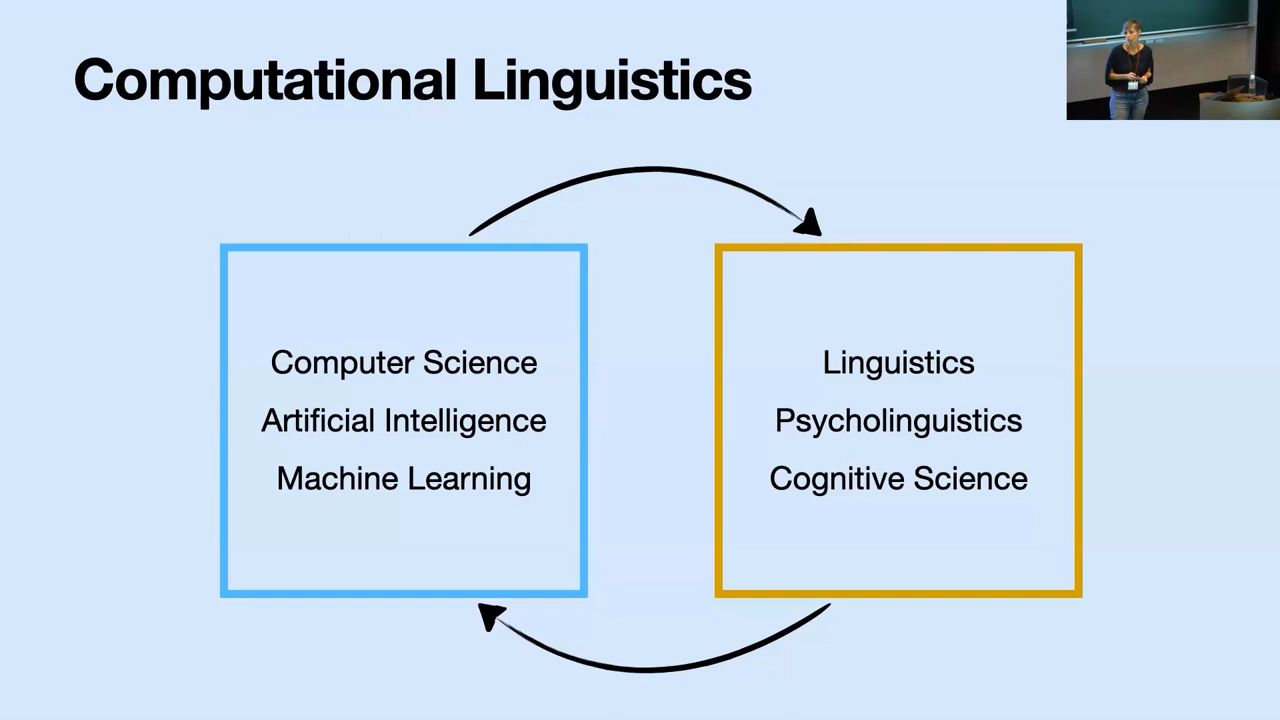 Computational Linguistics
Computer Science
Artificial Intelligence
Machine Learning
Linguistics
Psycholinguistics
Cognitive Science